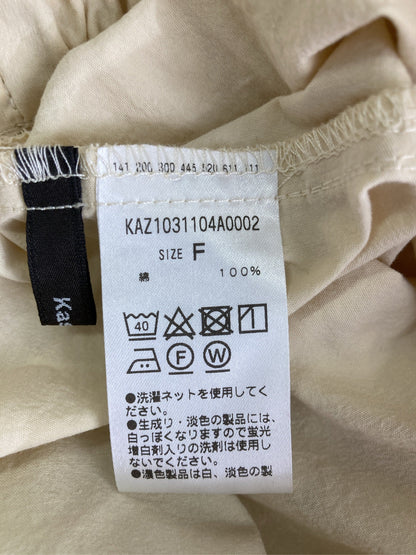 141 200 300 445 520 611 711
KAZ1031104A0002
SIZE F
綿 100%
40
F W
●洗濯ネットを使用してください。
●生成り・淡色の製品には、
白っぽくなりますので蛍光
増白剤入りの洗剤は使用し
ないでください。
●濃色製品は白、淡色の製
Kas